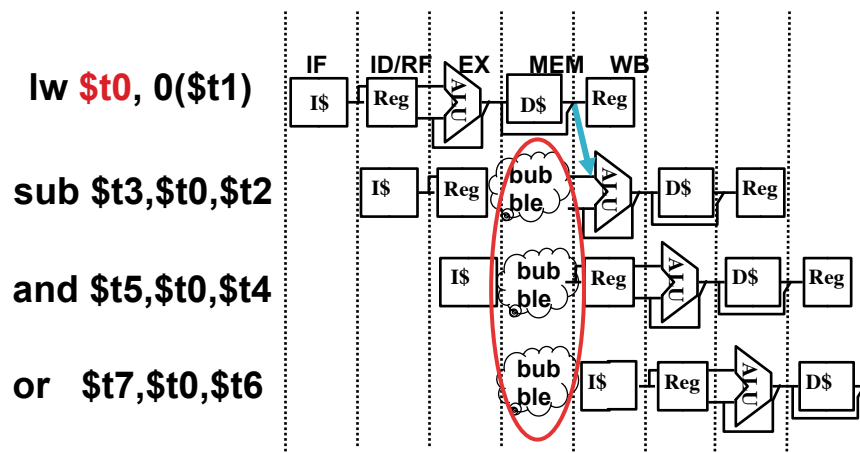 IF ID/RF EX MEM WB
lw $t0, 0($t1)
I$ Reg ALU D$ Reg
sub $t3,$t0,$t2
I$ Reg bub ALU D$ Reg
ble
and $t5,$t0,$t4
I$ bub Reg ALU D$ Reg
ble
or $t7,$t0,$t6
bub I$ Reg ALU D$
ble